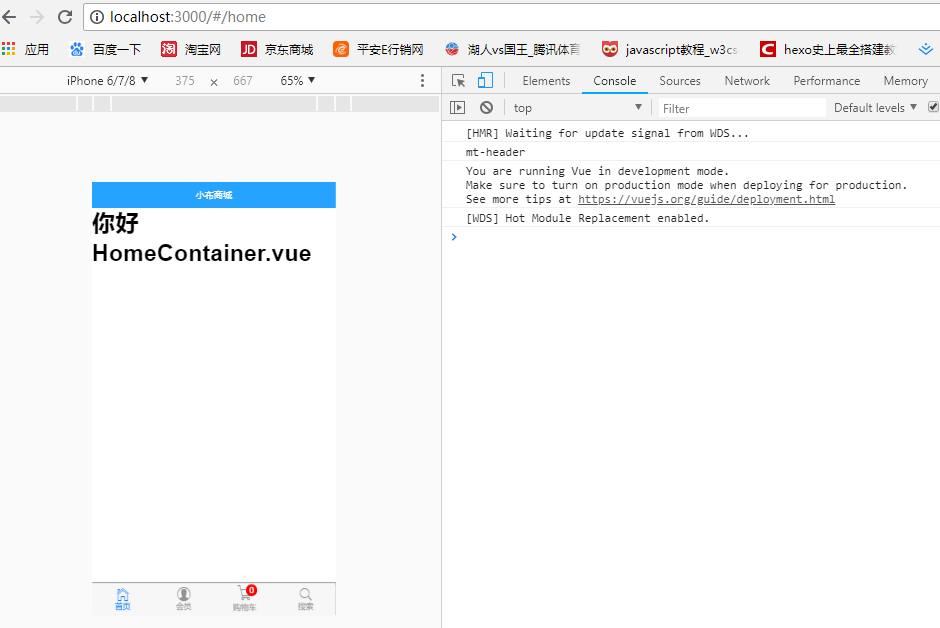 localhost:3000/#/home
应用 百度一下 淘宝网 京东商城 平安E行销网 湖人vs国王_腾讯体育 javascript教程_w3cs hexo史上最全搭建教
淘 JD C
iPhone 6/7/8 ▼ 375 × 667 65% ▼
Elements Console Sources Network Performance Memory
top ▼ Filter Default levels ▼
[HMR] Waiting for update signal from WDS...
mt-header
You are running Vue in development mode.
Make sure to turn on production mode when deploying for production.
See more tips at https://vuejs.org/guide/deployment.html
[WDS] Hot Module Replacement enabled.
>
小布商城
你好
HomeContainer.vue
0
首页 会员 购物车 搜索